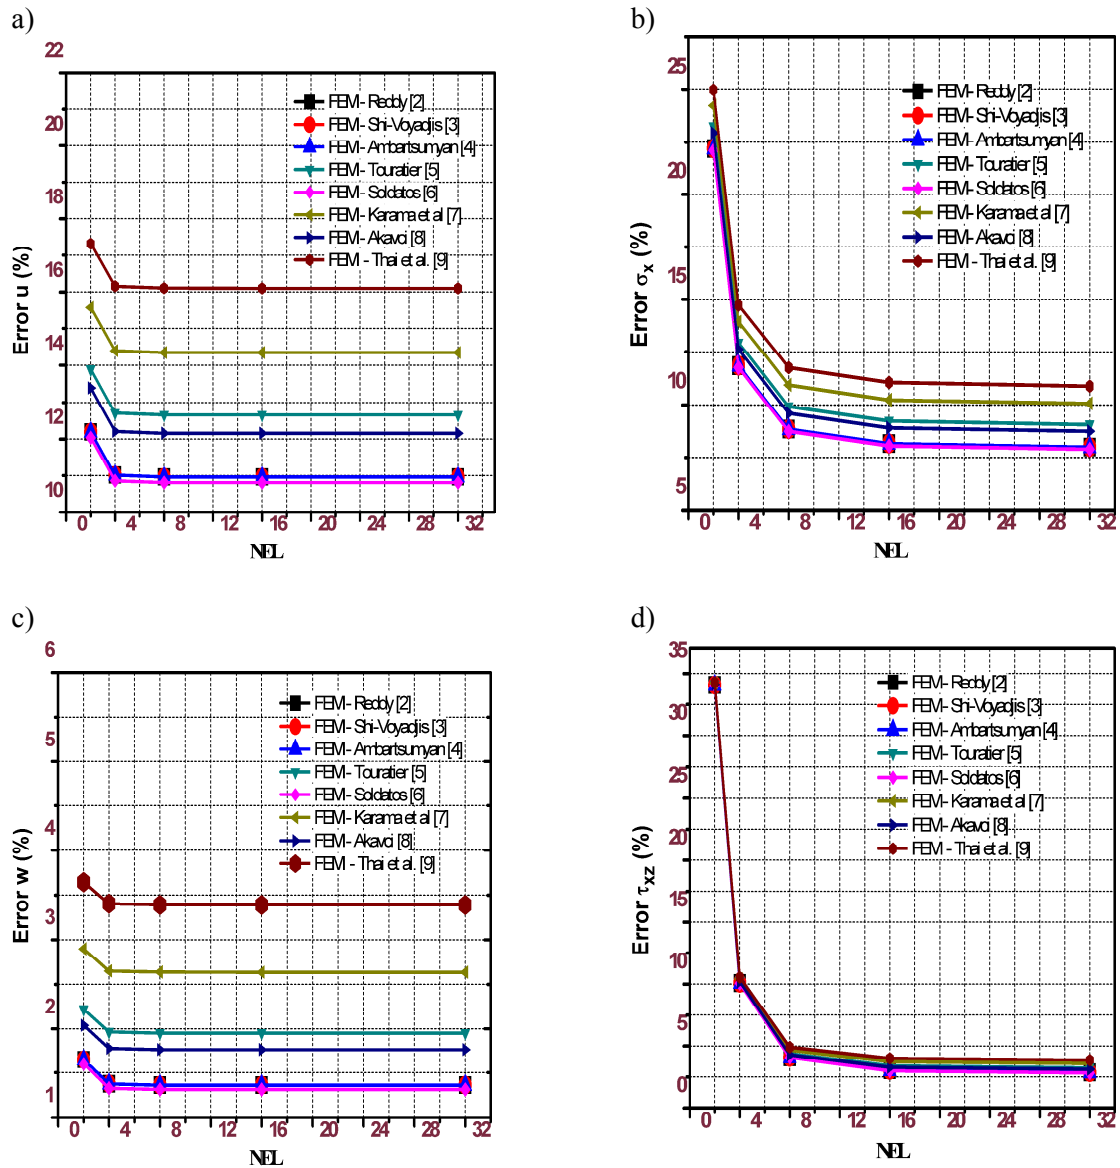 a)
22
20
18
16
14
12
10
Error u (%)
FEM - Reddy [2]
FEM - Shi-Voyadjis [3]
FEM - Ambartsumyan [4]
FEM - Touratier [5]
FEM - Soldatos [6]
FEM - Karama et al [7]
FEM - Akavci [8]
FEM - Thai et al. [9]
0 4 8 12 16 20 24 28 32
NEL
b)
25
20
15
10
5
Error σx (%)
FEM - Reddy [2]
FEM - Shi-Voyadjis [3]
FEM - Ambartsumyan [4]
FEM - Touratier [5]
FEM - Soldatos [6]
FEM - Karama et al [7]
FEM - Akavci [8]
FEM - Thai et al. [9]
0 4 8 12 16 20 24 28 32
NEL
c)
6
5
4
3
2
1
Error w (%)
FEM - Reddy [2]
FEM - Shi-Voyadjis [3]
FEM - Ambartsumyan [4]
FEM - Touratier [5]
FEM - Soldatos [6]
FEM - Karama et al [7]
FEM - Akavci [8]
FEM - Thai et al. [9]
0 4 8 12 16 20 24 28 32
NEL
d)
35
30
25
20
15
10
5
0
Error τxz (%)
FEM - Reddy [2]
FEM - Shi-Voyadjis [3]
FEM - Ambartsumyan [4]
FEM - Touratier [5]
FEM - Soldatos [6]
FEM - Karama et al [7]
FEM - Akavci [8]
FEM - Thai et al. [9]
0 4 8 12 16 20 24 28 32
NEL